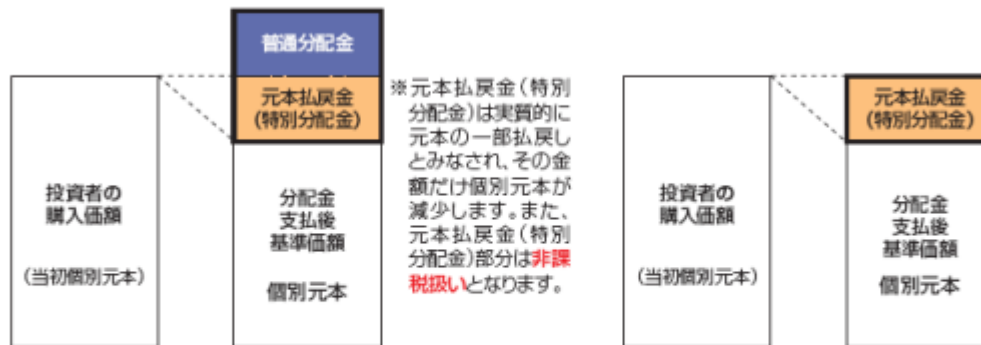 普通分配金
元本払戻金
(特別分配金)
投資者の
購入価額
(当初個別元本)
分配金
支払後
基準価額
個別元本
※元本払戻金(特別
分配金)は実質的に
元本の一部払戻し
とみなされ、その金
額だけ個別元本が
減少します。また、
元本払戻金(特別
分配金)部分は非課
税扱いとなります。
元本払戻金
(特別分配金)
投資者の
購入価額
(当初個別元本)
分配金
支払後
基準価額
個別元本